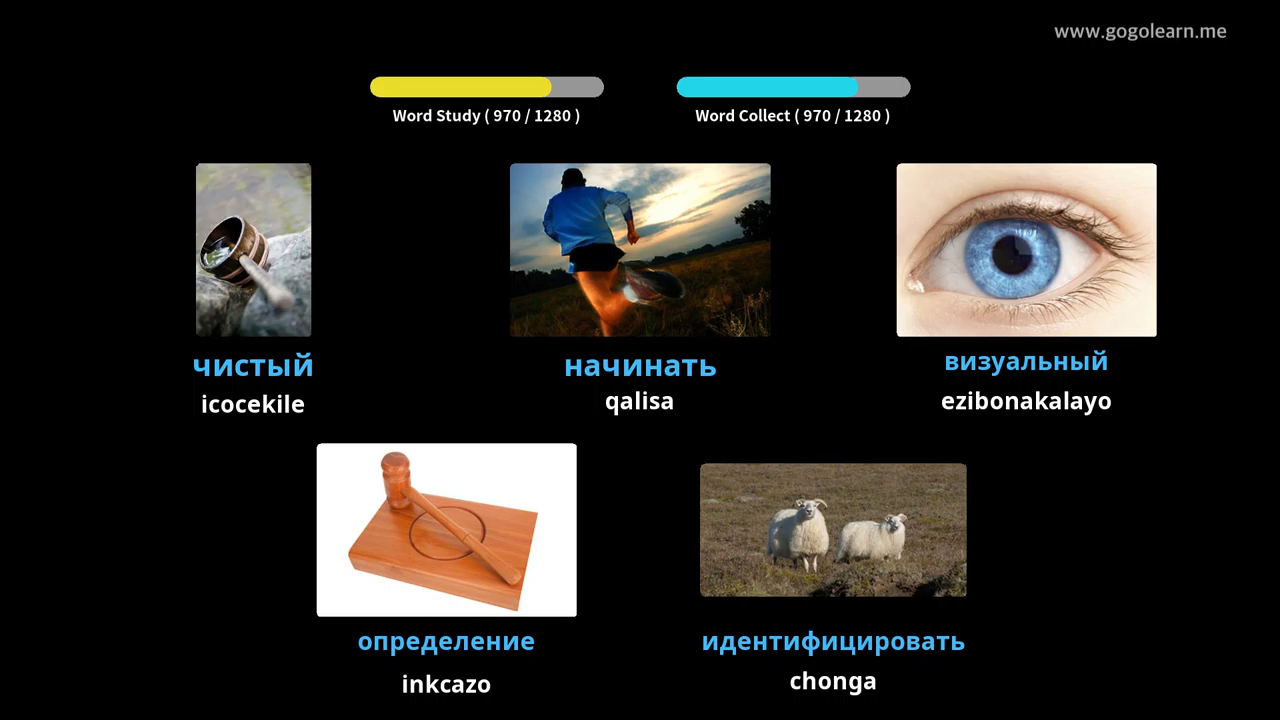 www.gogolearn.me
Word Study ( 970 / 1280 )
Word Collect ( 970 / 1280 )
чистый
icocekile
начинать
qalisa
визуальный
ezibonakalayo
определение
inkcazo
идентифицировать
chonga